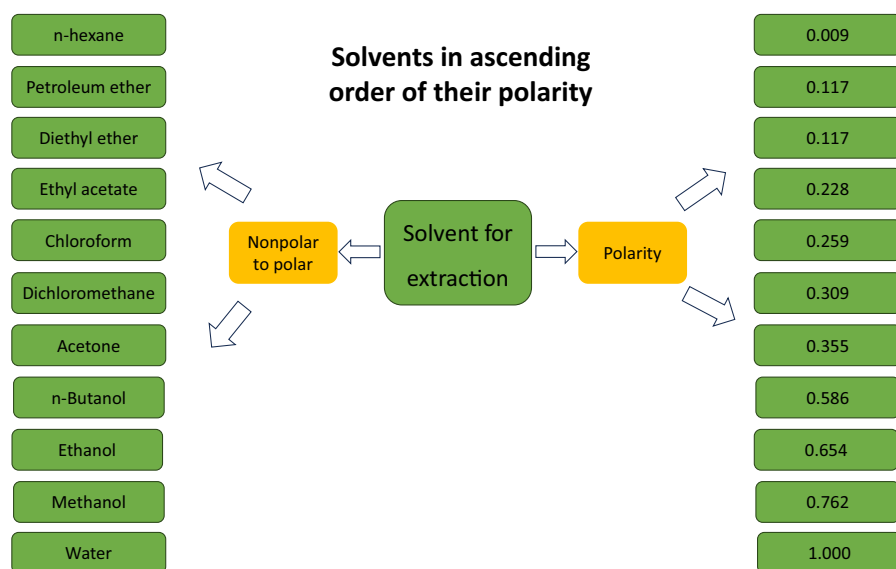 Solvents in ascending
order of their polarity
n-hexane
Petroleum ether
Diethyl ether
Ethyl acetate
Chloroform
Dichloromethane
Acetone
n-Butanol
Ethanol
Methanol
Water
Nonpolar
to polar
Solvent for
extraction
Polarity
0.009
0.117
0.117
0.228
0.259
0.309
0.355
0.586
0.654
0.762
1.000